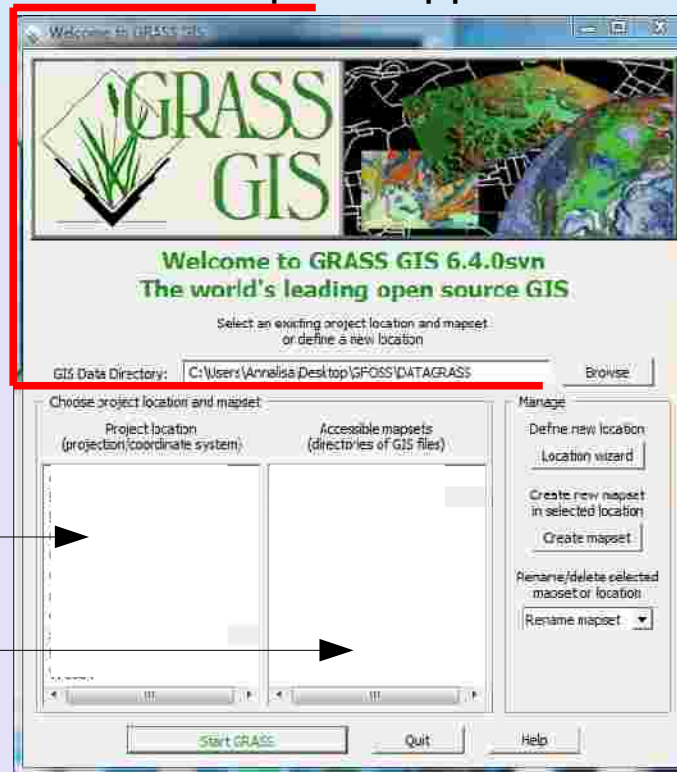 Welcome to GRASS GIS
GRASS
GIS
Welcome to GRASS GIS 6.4.0svn
The world's leading open source GIS
Select an existing project location and mapset
or define a new location
GIS Data Directory: C:\Users\Annalisa\Desktop\GFOSS\DATAGRASS Browse
Choose project location and mapset
Manage
Project location
(projection/coordinate system)
Accessible mapsets
(directories of GIS files)
Define new location
Location wizard
Create new mapset
in selected location
Create mapset
Rename/delete selected
mapset or location
Rename mapset
Start GRASS Quit Help